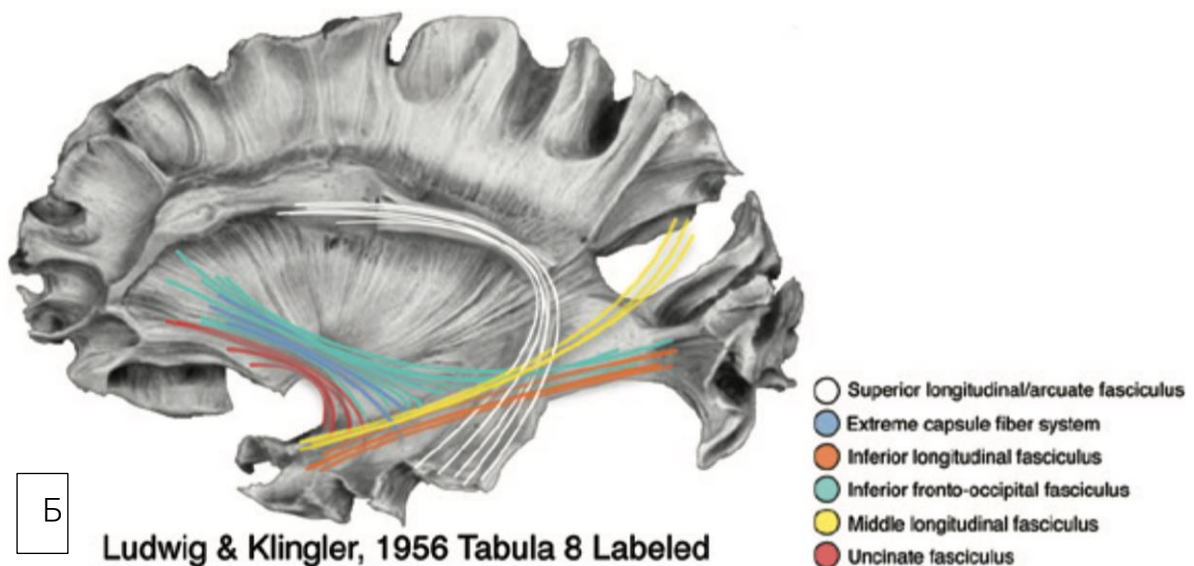 Superior longitudinal/arcuate fasciculus
Extreme capsule fiber system
Inferior longitudinal fasciculus
Inferior fronto-occipital fasciculus
Middle longitudinal fasciculus
Uncinate fasciculus
Б
Ludwig & Klingler, 1956 Tabula 8 Labeled